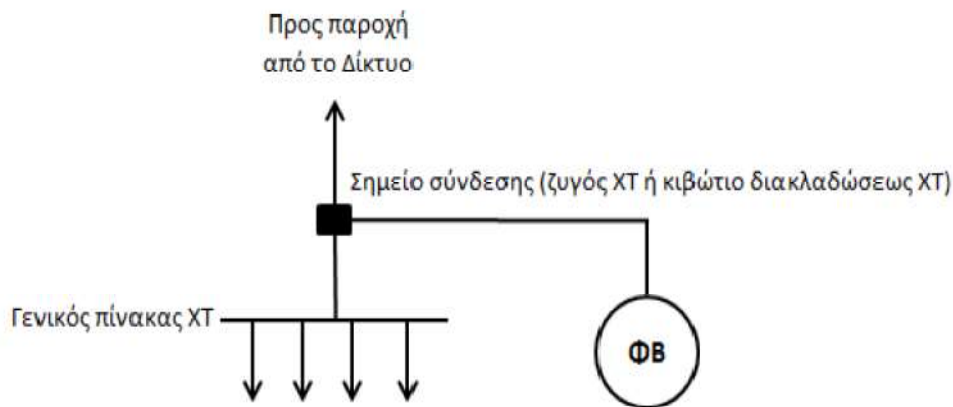 Προς παροχή
από το Δίκτυο
Σημείο σύνδεσης (ζυγός ΧΤ ή κιβώτιο διακλαδώσεως ΧΤ)
Γενικός πίνακας ΧΤ
ΦΒ